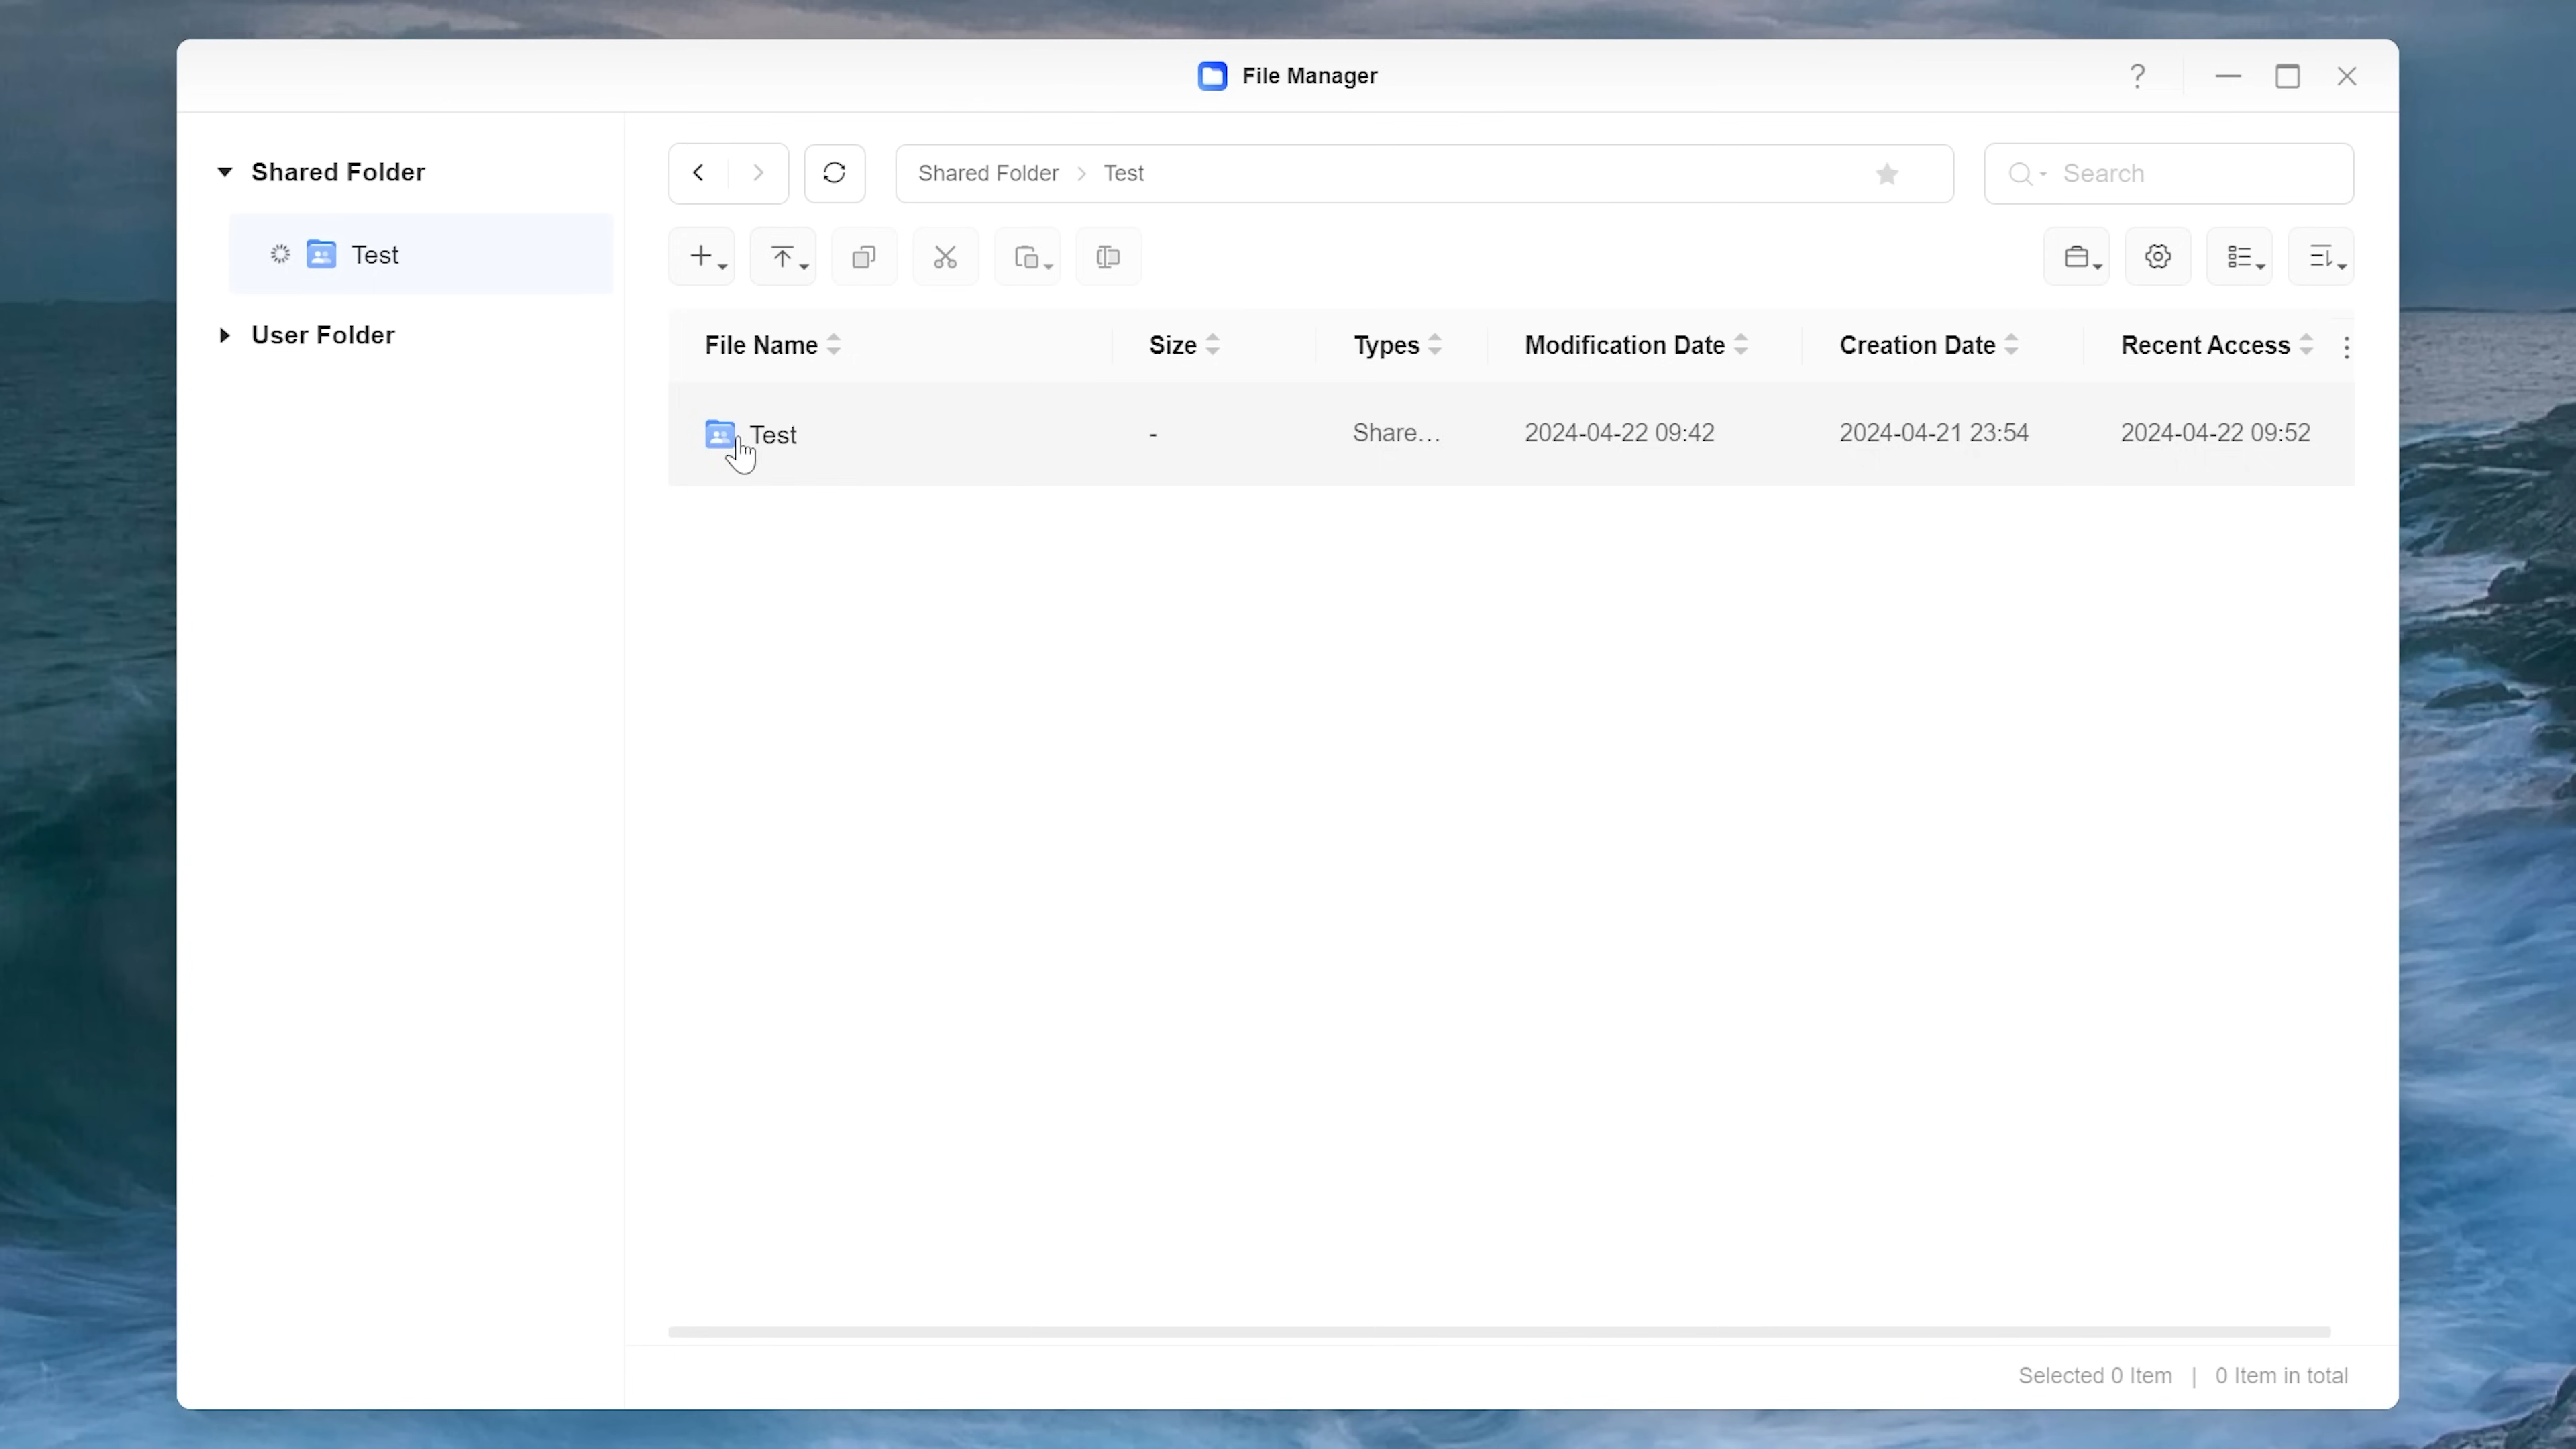 File Manager
Shared Folder
Test
User Folder
Shared Folder > Test
Search
File Name Size Types Modification Date Creation Date Recent Access
Test - Share... 2024-04-22 09:42 2024-04-21 23:54 2024-04-22 09:52
Selected 0 Item | 0 Item in total